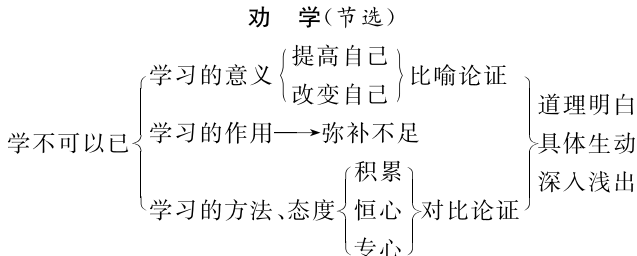 劝　学(节选)
学不可以已
学习的意义
提高自己
改变自己
比喻论证
学习的作用
弥补不足
学习的方法、态度
积累
恒心
专心
对比论证
道理明白
具体生动
深入浅出